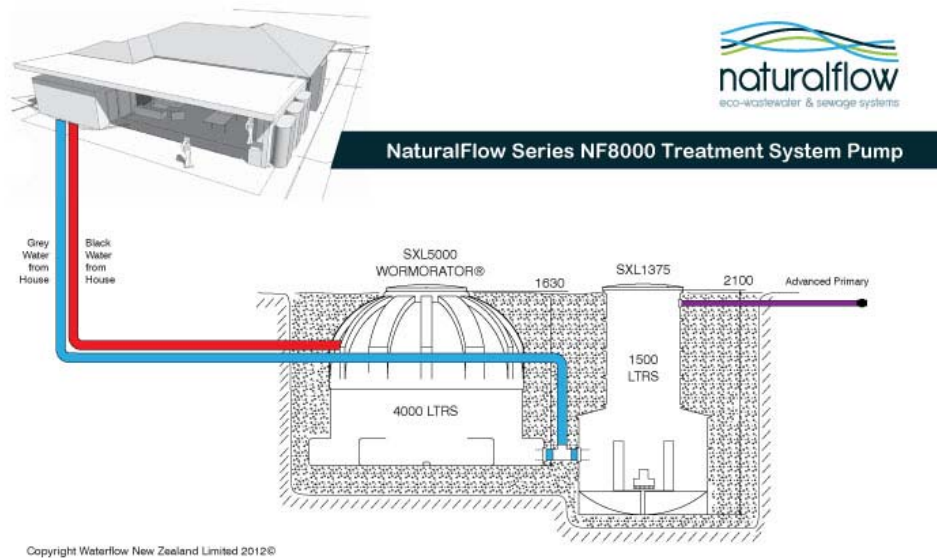 naturalflow
eco-wastewater & sewage systems
NaturalFlow Series NF8000 Treatment System Pump
Grey
Water
from
House
Black
Water
from
House
SXL5000
WORMORATOR®
1630
SXL1375
2100
Advanced Primary
1500
LTRS
4000 LTRS
Copyright Waterflow New Zealand Limited 2012©